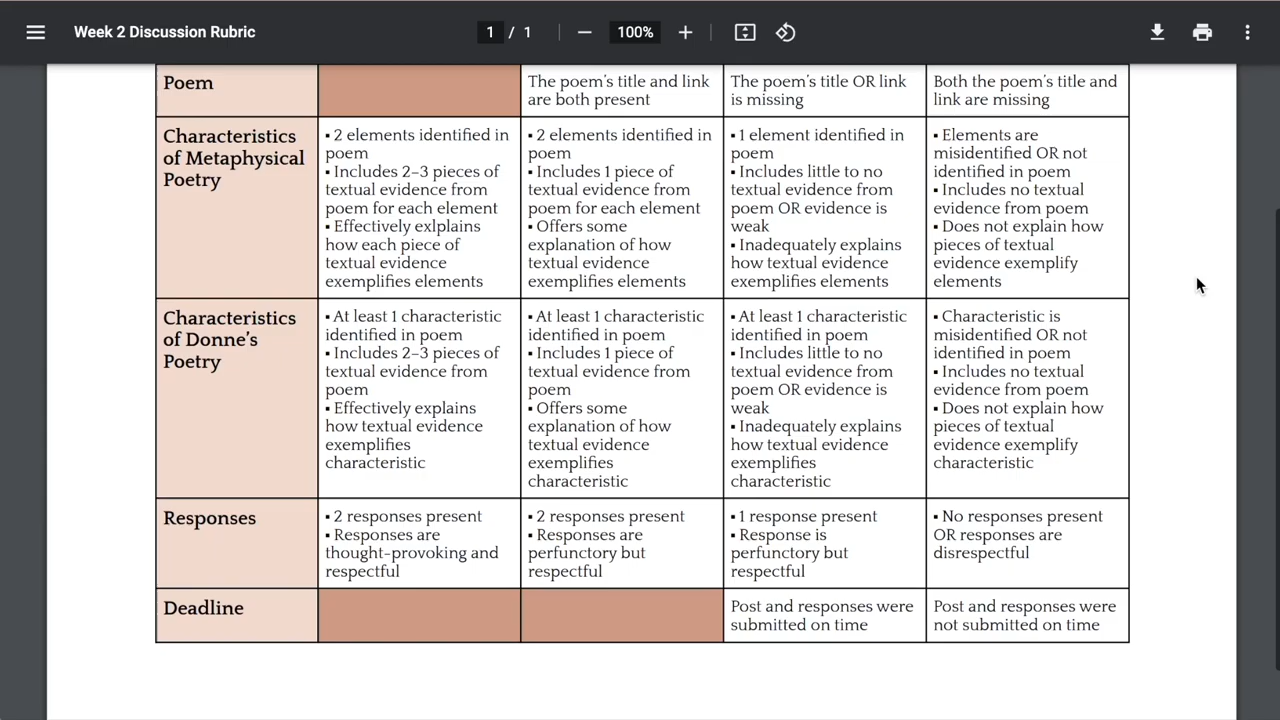 Week 2 Discussion Rubric
1 / 1
100%
Poem
The poem's title and link
are both present
The poem's title OR link
is missing
Both the poem's title and
link are missing
Characteristics
of Metaphysical
Poetry
▪ 2 elements identified in
poem
▪ Includes 2–3 pieces of
textual evidence from
poem for each element
▪ Effectively exlplains
how each piece of
textual evidence
exemplifies elements
▪ 2 elements identified in
poem
▪ Includes 1 piece of
textual evidence from
poem for each element
▪ Offers some
explanation of how
textual evidence
exemplifies elements
▪ 1 element identified in
poem
▪ Includes little to no
textual evidence from
poem OR evidence is
weak
▪ Inadequately explains
how textual evidence
exemplifies elements
▪ Elements are
misidentified OR not
identified in poem
▪ Includes no textual
evidence from poem
▪ Does not explain how
pieces of textual
evidence exemplify
elements
Characteristics
of Donne's
Poetry
▪ At least 1 characteristic
identified in poem
▪ Includes 2–3 pieces of
textual evidence from
poem
▪ Effectively explains
how textual evidence
exemplifies
characteristic
▪ At least 1 characteristic
identified in poem
▪ Includes 1 piece of
textual evidence from
poem
▪ Offers some
explanation of how
textual evidence
exemplifies
characteristic
▪ At least 1 characteristic
identified in poem
▪ Includes little to no
textual evidence from
poem OR evidence is
weak
▪ Inadequately explains
how textual evidence
exemplifies
characteristic
▪ Characteristic is
misidentified OR not
identified in poem
▪ Includes no textual
evidence from poem
▪ Does not explain how
pieces of textual
evidence exemplify
characteristic
Responses
▪ 2 responses present
▪ Responses are
thought-provoking and
respectful
▪ 2 responses present
▪ Responses are
perfunctory but
respectful
▪ 1 response present
▪ Response is
perfunctory but
respectful
▪ No responses present
OR responses are
disrespectful
Deadline
Post and responses were
submitted on time
Post and responses were
not submitted on time